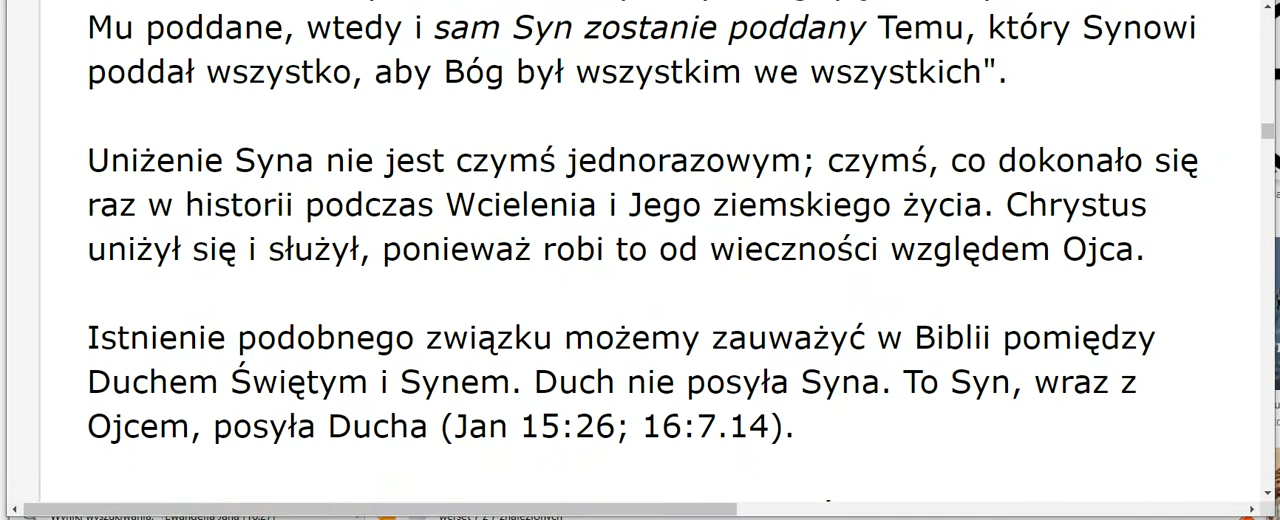 Mu poddane, wtedy i sam Syn zostanie poddany Temu, który Synowi
poddał wszystko, aby Bóg był wszystkim we wszystkich".
Uniżenie Syna nie jest czymś jednorazowym; czymś, co dokonało się
raz w historii podczas Wcielenia i Jego ziemskiego życia. Chrystus
uniżył się i służył, ponieważ robi to od wieczności względem Ojca.
Istnienie podobnego związku możemy zauważyć w Biblii pomiędzy
Duchem Świętym i Synem. Duch nie posyła Syna. To Syn, wraz z
Ojcem, posyła Ducha (Jan 15:26; 16:7.14).